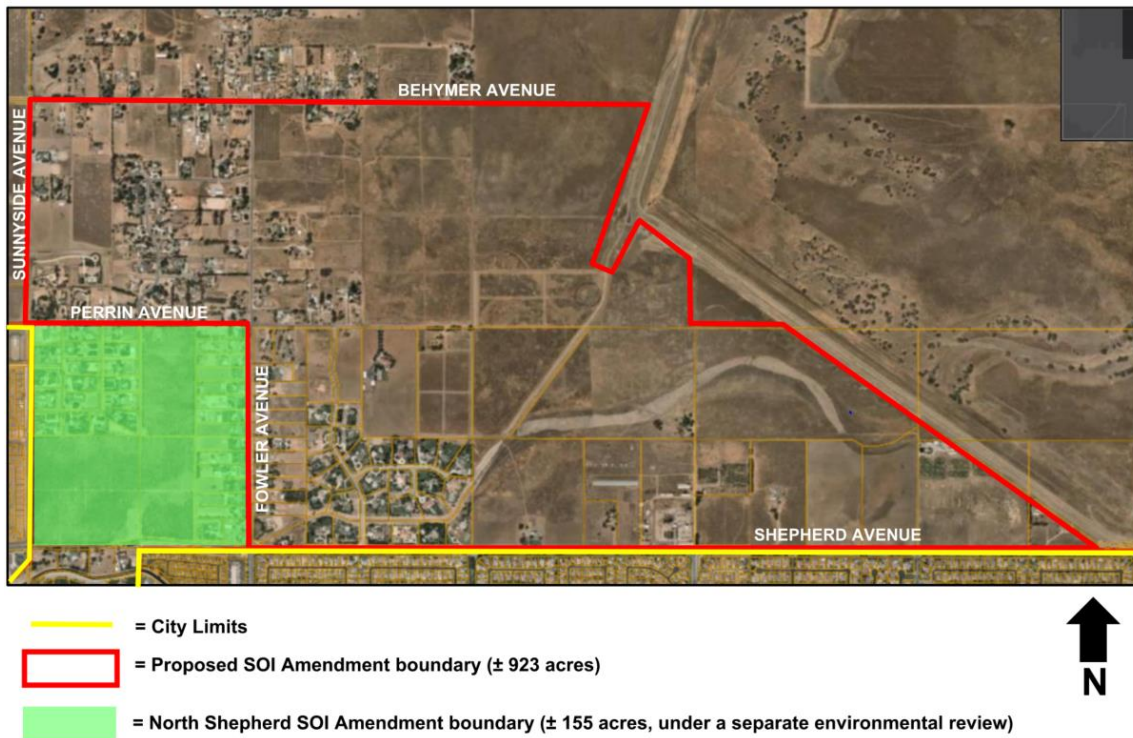 BEHYMER AVENUE
SUNNYSIDE AVENUE
PERRIN AVENUE
FOWLER AVENUE
SHEPHERD AVENUE
= City Limits
= Proposed SOI Amendment boundary (± 923 acres)
= North Shepherd SOI Amendment boundary (± 155 acres, under a separate environmental review)
N